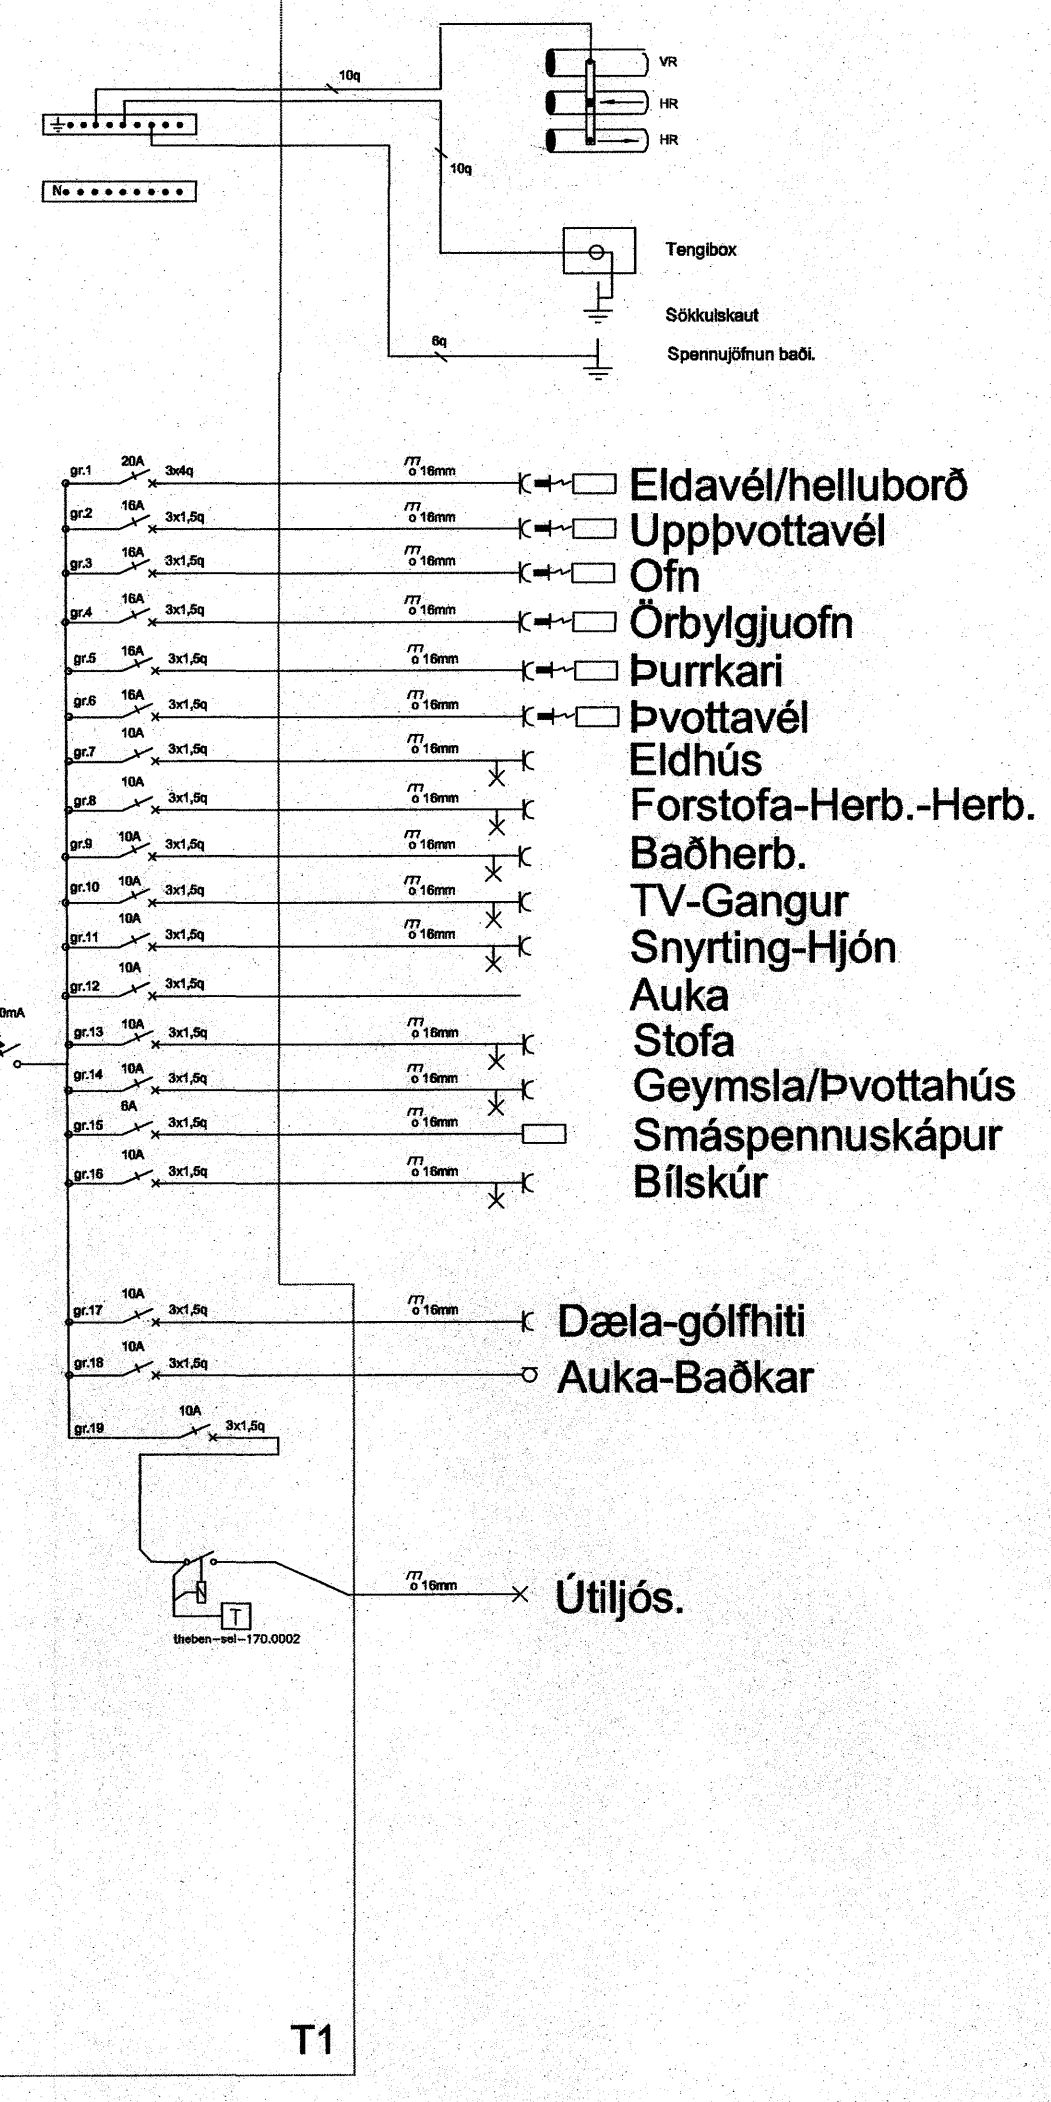 10q
VR
HR
HR
10q
N
Tengibox
Sökkulskaut
6q
Spennujöfnun baði.
gr.1 20A 3x4q 16mm Eldavél/helluborð
gr.2 16A 3x1,5q 16mm Uppþvottavél
gr.3 16A 3x1,5q 16mm Ofn
gr.4 16A 3x1,5q 16mm Örbylgjuofn
gr.5 16A 3x1,5q 16mm Þurrkari
gr.6 16A 3x1,5q 16mm Þvottavél
gr.7 10A 3x1,5q 16mm Eldhús
gr.8 10A 3x1,5q 16mm Forstofa-Herb.-Herb.
gr.9 10A 3x1,5q 16mm Baðherb.
gr.10 10A 3x1,5q 16mm TV-Gangur
gr.11 10A 3x1,5q 16mm Snyrting-Hjón
gr.12 10A 3x1,5q Auka
0mA
gr.13 10A 3x1,5q 16mm Stofa
gr.14 10A 3x1,5q 16mm Geymsla/Þvottahús
gr.15 6A 3x1,5q 16mm Smáspennuskápur
gr.16 10A 3x1,5q 16mm Bílskúr
gr.17 10A 3x1,5q 16mm Dæla-gólfhiti
gr.18 10A 3x1,5q Auka-Baðkar
gr.19 10A 3x1,5q
16mm Útiljós.
T
theben-sel-170.0002
T1